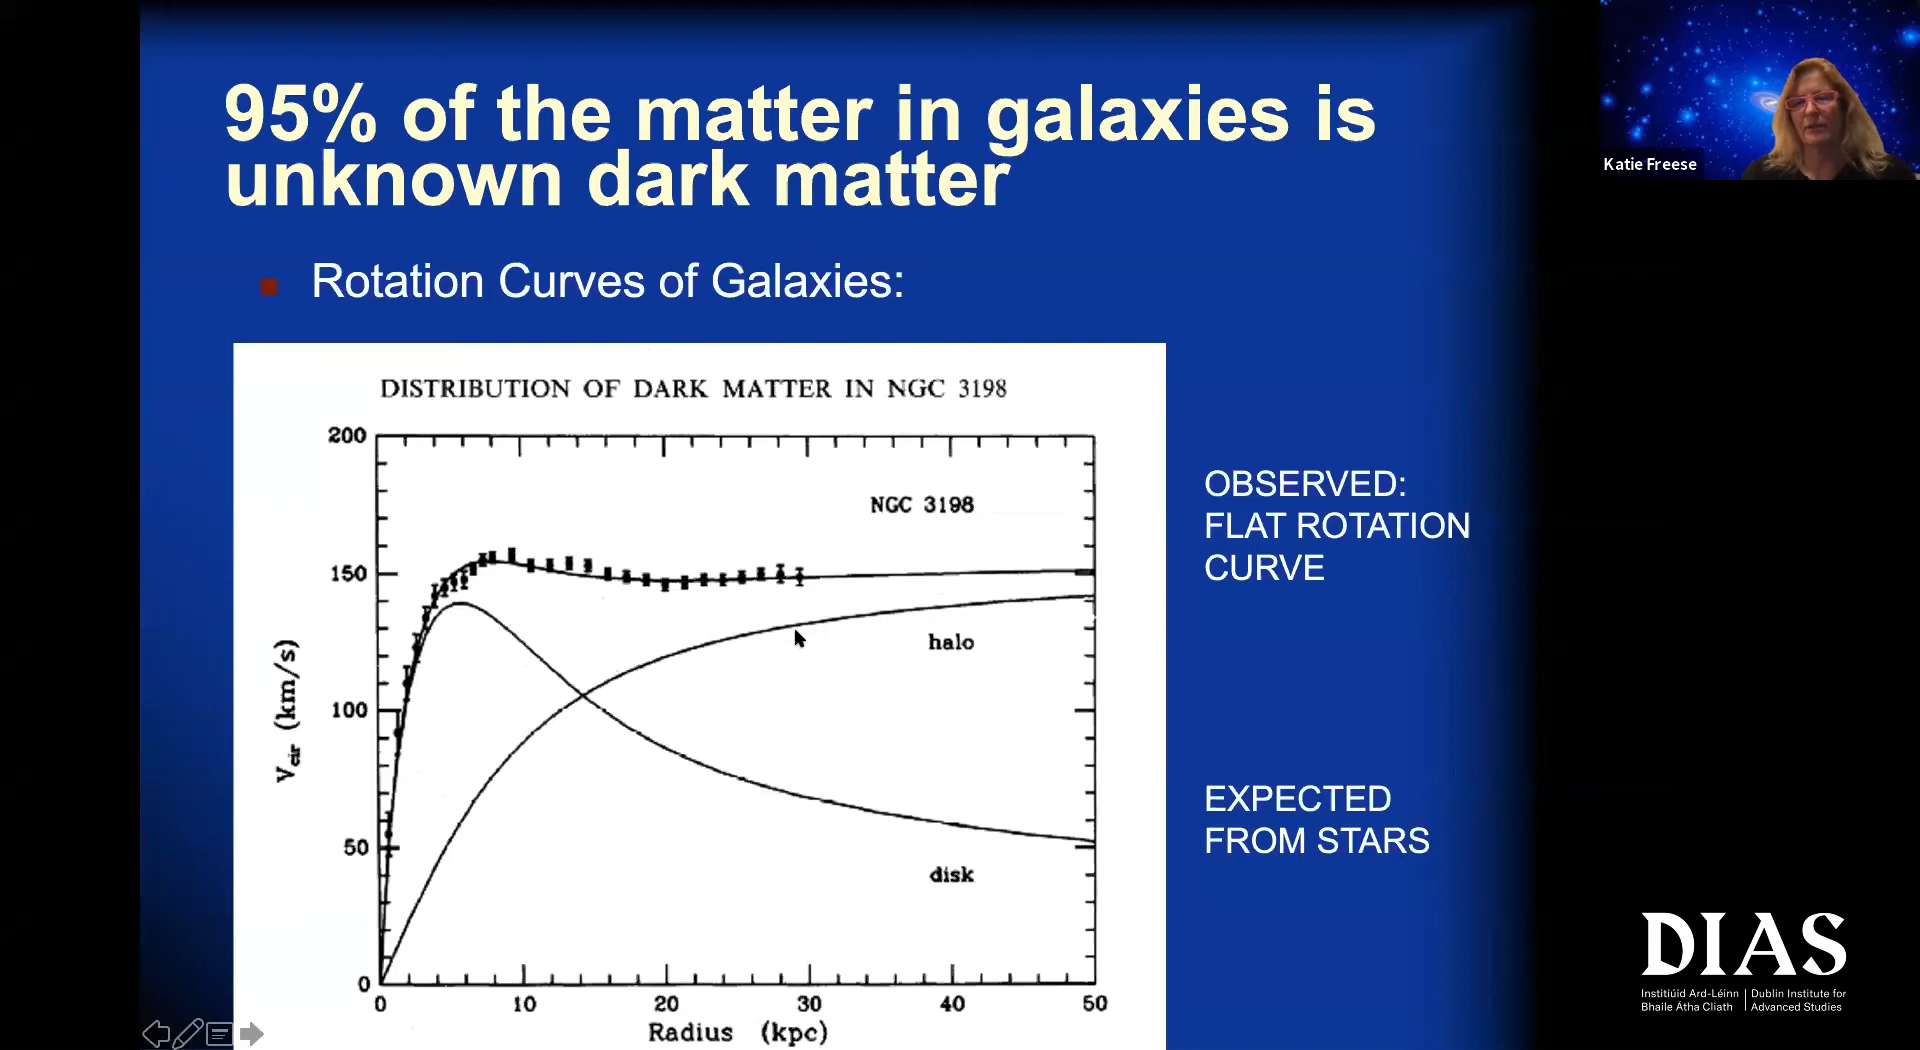 95% of the matter in galaxies is
unknown dark matter
Rotation Curves of Galaxies:
DISTRIBUTION OF DARK MATTER IN NGC 3198
200
150
100
50
0
V_cir (km/s)
NGC 3198
halo
disk
0 10 20 30 40 50
Radius (kpc)
OBSERVED:
FLAT ROTATION
CURVE
EXPECTED
FROM STARS
Katie Freese
DIAS
Institiúid Ard-Léinn
Bhaile Átha Cliath
Dublin Institute for
Advanced Studies